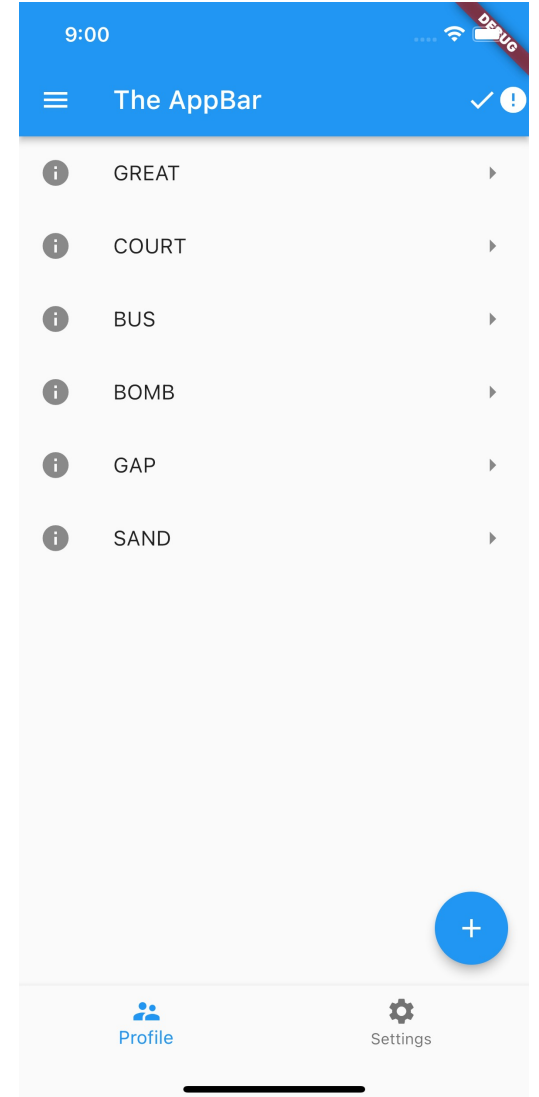 9:00
DEBUG
The AppBar
GREAT
COURT
BUS
BOMB
GAP
SAND
Profile
Settings